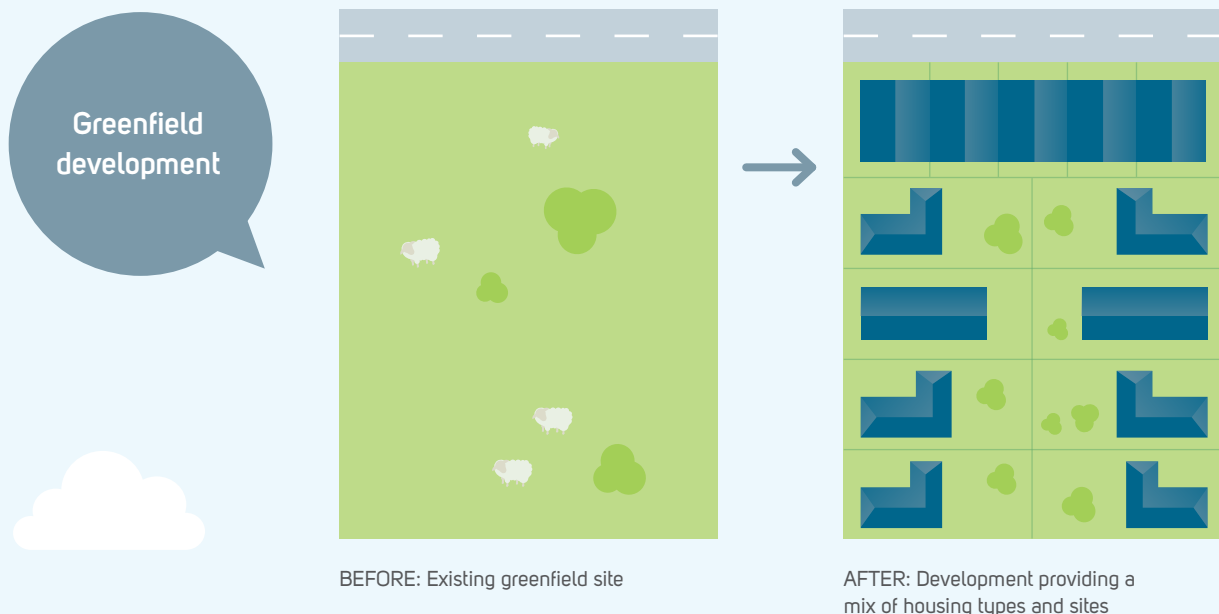 Greenfield
development
BEFORE: Existing greenfield site
AFTER: Development providing a
mix of housing types and sites